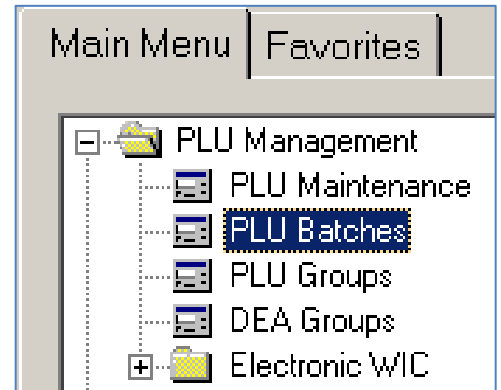 Main Menu Favorites
PLU Management
PLU Maintenance
PLU Batches
PLU Groups
DEA Groups
Electronic WIC